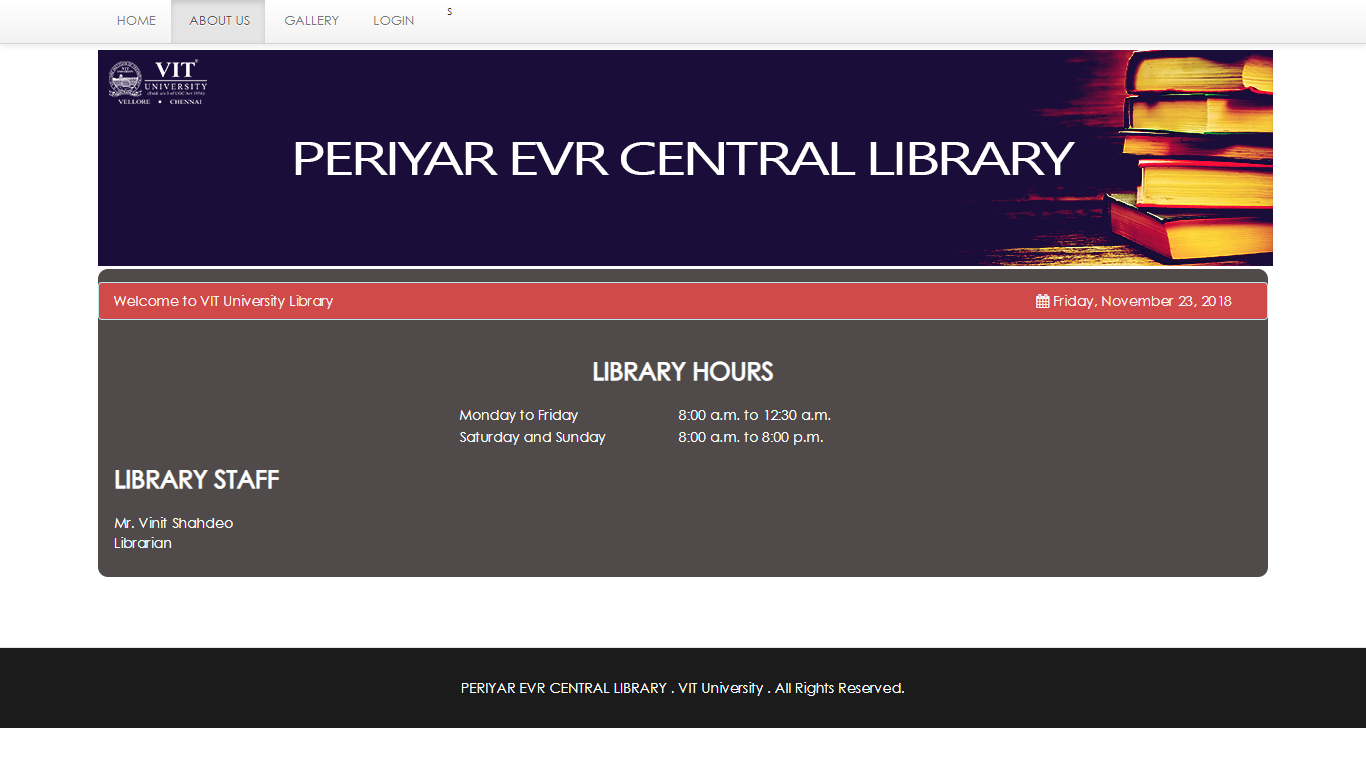 HOME ABOUT US GALLERY LOGIN s
VIT
UNIVERSITY
VELLORE • CHENNAI
PERIYAR EVR CENTRAL LIBRARY
Welcome to VIT University Library Friday, November 23, 2018
LIBRARY HOURS
Monday to Friday 8:00 a.m. to 12:30 a.m.
Saturday and Sunday 8:00 a.m. to 8:00 p.m.
LIBRARY STAFF
Mr. Vinit Shahdeo
Librarian
PERIYAR EVR CENTRAL LIBRARY . VIT University . All Rights Reserved.